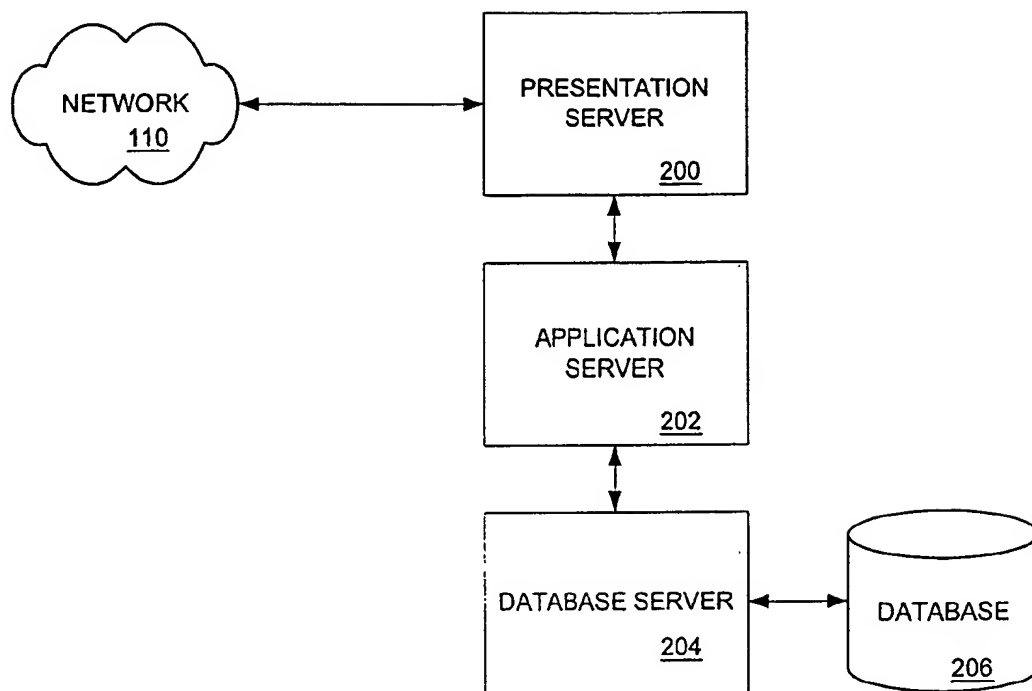 NETWORK
110
PRESENTATION
SERVER
200
APPLICATION
SERVER
202
DATABASE SERVER
204
DATABASE
206